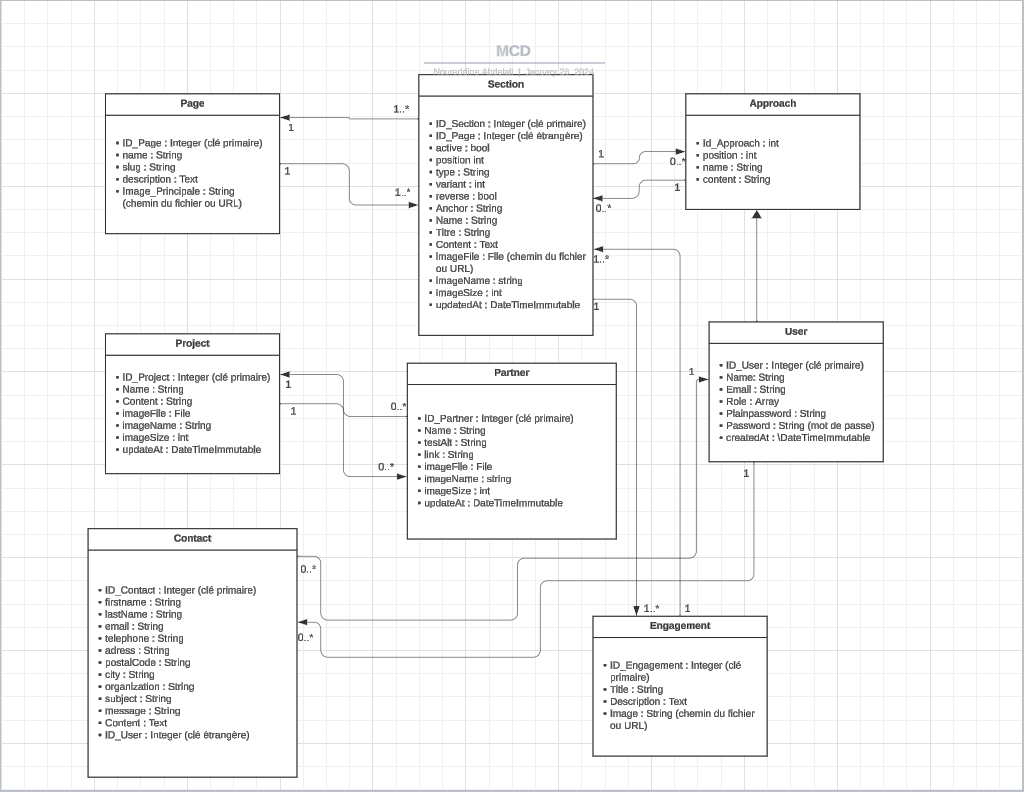 MCD
Noureddine Abdelali | January 26, 2024
Page
▪ ID_Page : Integer (clé primaire)
▪ name : String
▪ slug : String
▪ description : Text
▪ Image_Principale : String
(chemin du fichier ou URL)
1
1
1..*
1..*
Section
▪ ID_Section : Integer (clé primaire)
▪ ID_Page : Integer (clé étrangère)
▪ active : bool
▪ position int
▪ type : String
▪ variant : int
▪ reverse : bool
▪ Anchor : String
▪ Name : String
▪ Titre : String
▪ Content : Text
▪ imageFile : File (chemin du fichier
ou URL)
▪ imageName : string
▪ imageSize : int
▪ updatedAt : DateTimeImmutable
1
0..*
1
0..*
1..*
1
Approach
▪ Id_Approach : int
▪ position : int
▪ name : String
▪ content : String
Project
▪ ID_Project : Integer (clé primaire)
▪ Name : String
▪ Content : String
▪ imageFile : File
▪ imageName : String
▪ imageSize : int
▪ updateAt : DateTimeImmutable
1
1
0..*
0..*
Partner
▪ ID_Partner : Integer (clé primaire)
▪ Name : String
▪ testAlt : String
▪ link : String
▪ imageFile : File
▪ imageName : string
▪ imageSize : int
▪ updateAt : DateTimeImmutable
User
▪ ID_User : Integer (clé primaire)
▪ Name: String
▪ Email : String
▪ Role : Array
▪ Plainpassword : String
▪ Password : String (mot de passe)
▪ createdAt : \DateTimeImmutable
1
1
Contact
▪ ID_Contact : Integer (clé primaire)
▪ firstname : String
▪ lastName : String
▪ email : String
▪ telephone : String
▪ adress : String
▪ postalCode : String
▪ city : String
▪ organization : String
▪ subject : String
▪ message : String
▪ Content : Text
▪ ID_User : Integer (clé étrangère)
0..*
0..*
1..*
1
Engagement
▪ ID_Engagement : Integer (clé
primaire)
▪ Title : String
▪ Description : Text
▪ Image : String (chemin du fichier
ou URL)